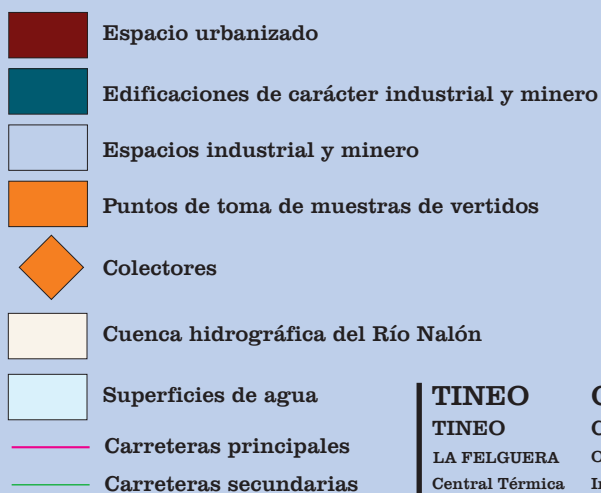 Espacio urbanizado
Edificaciones de carácter industrial y minero
Espacios industrial y minero
Puntos de toma de muestras de vertidos
Colectores
Cuenca hidrográfica del Río Nalón
Superficies de agua
Carreteras principales
Carreteras secundarias
TINEO
TINEO
LA FELGUERA
Central Térmica